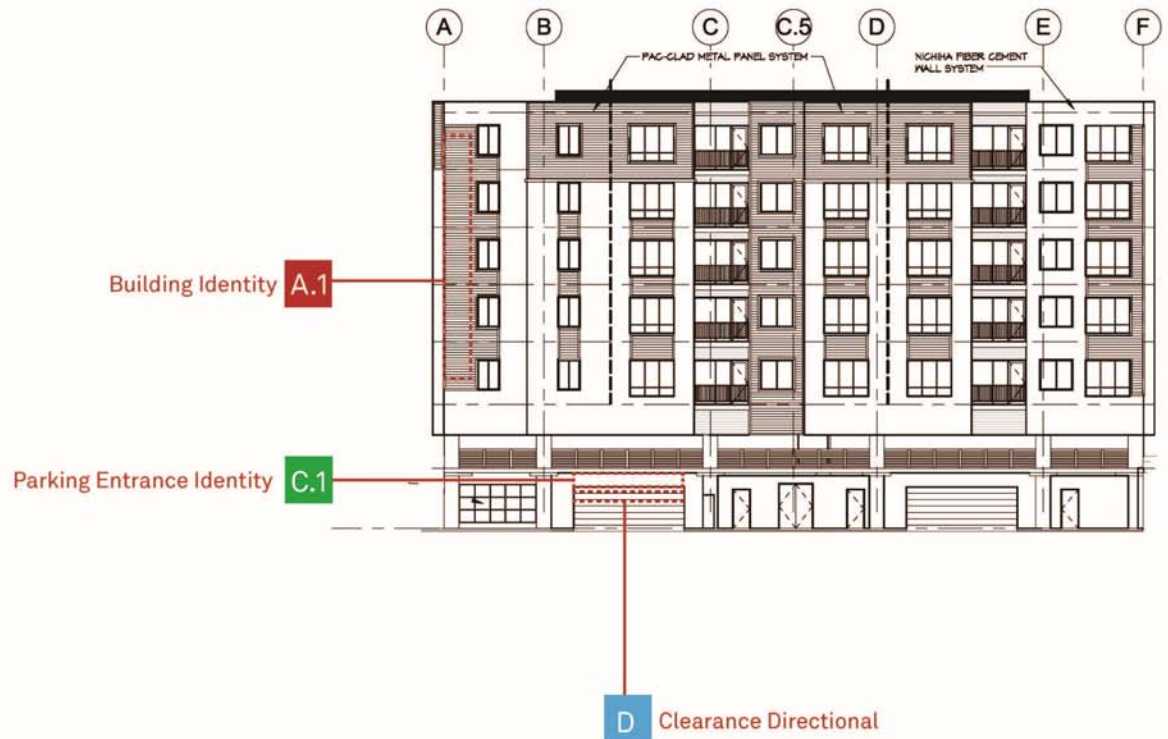 A B C C.5 D E F
PAC-CLAD METAL PANEL SYSTEM
NICHIHA FIBER CEMENT
WALL SYSTEM
Building Identity A.1
Parking Entrance Identity C.1
D Clearance Directional